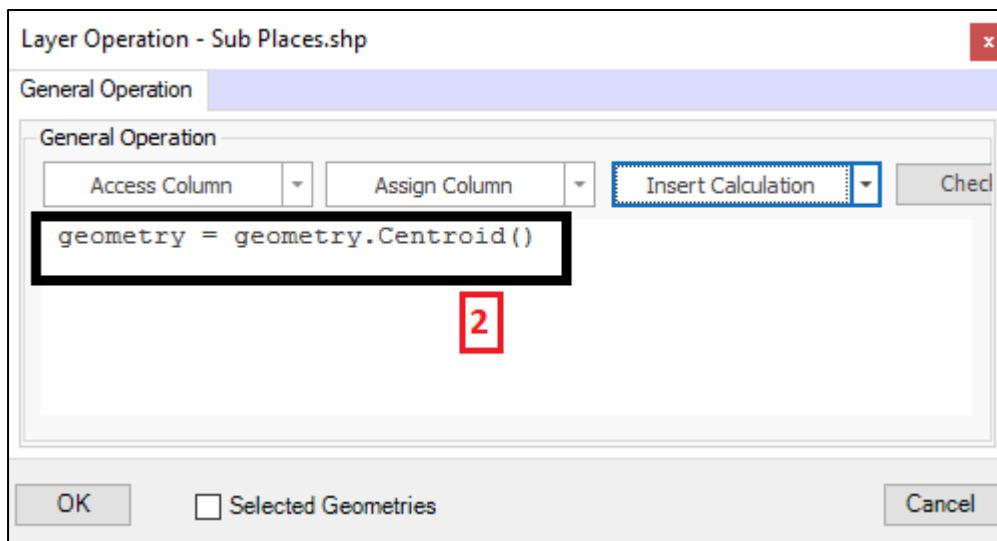 Layer Operation - Sub Places.shp
x
General Operation
General Operation
Access Column
Assign Column
Insert Calculation
Check
geometry = geometry.Centroid()
2
OK
Selected Geometries
Cancel